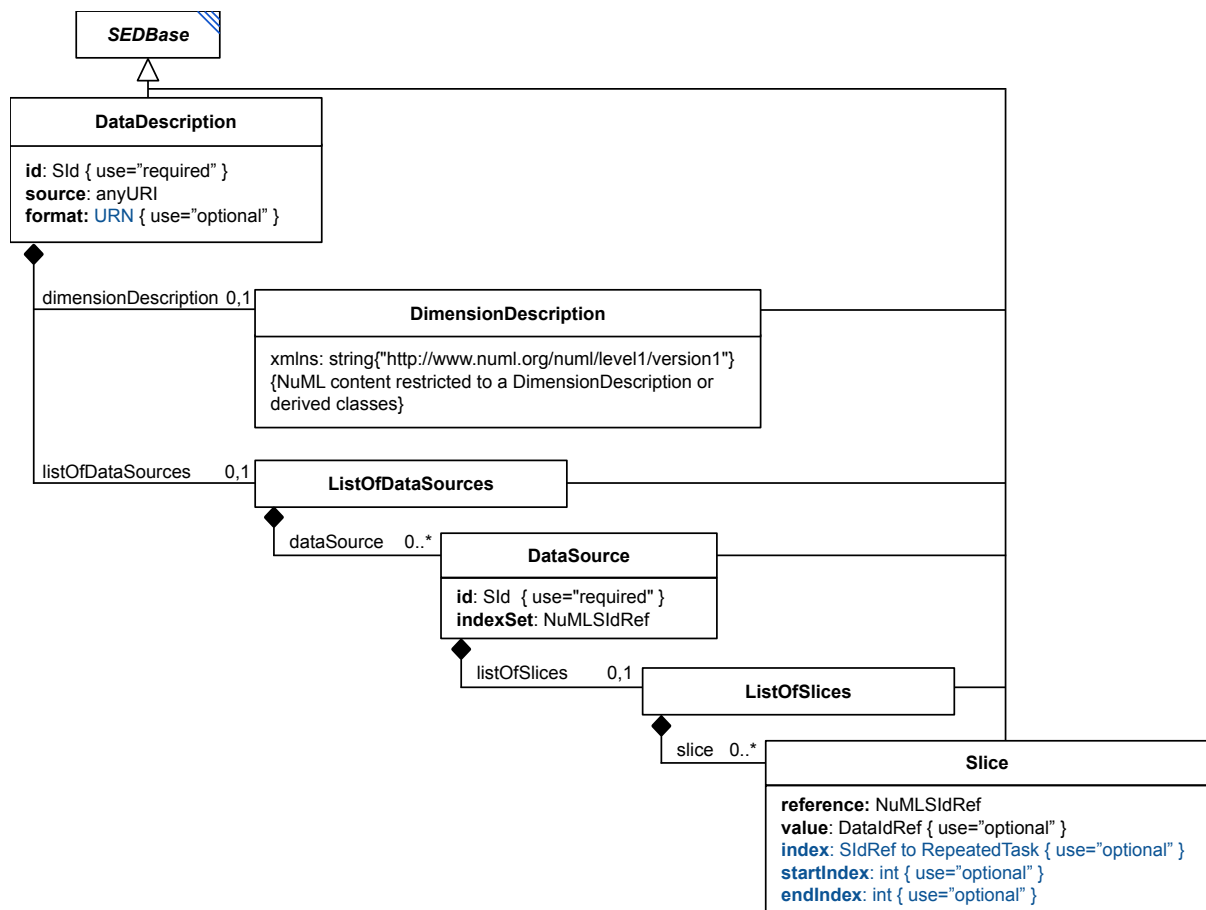 SEDBase
DataDescription
id: SId { use=”required” }
source: anyURI
format: URN { use=”optional” }
dimensionDescription 0,1
DimensionDescription
xmlns: string{"http://www.numl.org/numl/level1/version1"}
{NuML content restricted to a DimensionDescription or
derived classes}
listOfDataSources 0,1
ListOfDataSources
dataSource 0..*
DataSource
id: SId { use="required" }
indexSet: NuMLSIdRef
listOfSlices 0,1
ListOfSlices
slice 0..*
Slice
reference: NuMLSIdRef
value: DataIdRef { use=”optional” }
index: SIdRef to RepeatedTask { use=”optional” }
startIndex: int { use=”optional” }
endIndex: int { use=”optional” }